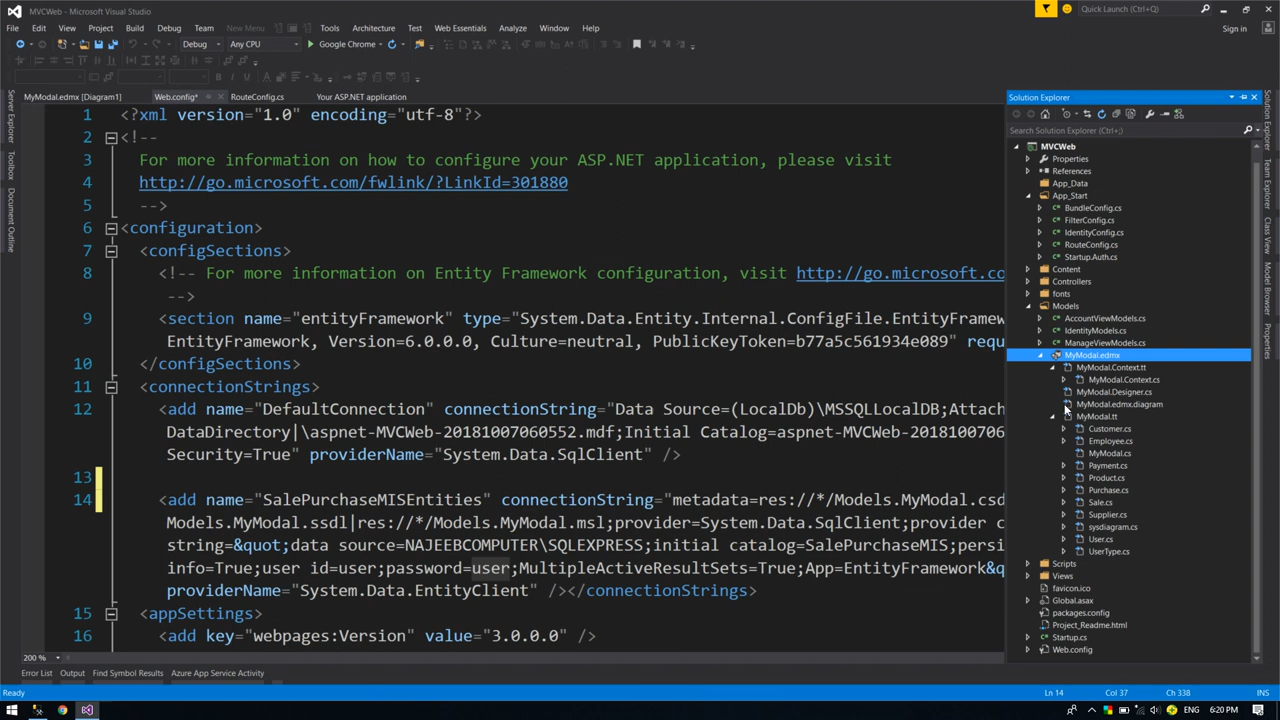 MVCWeb -
Quick Launch (Ctrl+Q)
File Edit View Project Build Debug Team Tools Architecture Test Web Essentials Analyze Window Help
Sign in
Debug Any CPU Google Chrome
MyModal.edmx [Diagram1] Web.config* RouteConfig.cs Your ASP.NET application
Server Explorer
Toolbox
Document Outline
1 <?xml version="1.0" encoding="utf-8"?>
2 <!--
3 For more information on how to configure your ASP.NET application, please visit
4 http://go.microsoft.com/fwlink/?LinkId=301880
5 -->
6 <configuration>
7 <configSections>
8 <!-- For more information on Entity Framework configuration, visit http://go.microsoft.co
-->
9 <section name="entityFramework" type="System.Data.Entity.Internal.ConfigFile.EntityFramew
EntityFramework, Version=6.0.0.0, Culture=neutral, PublicKeyToken=b77a5c561934e089" requ
10 </configSections>
11 <connectionStrings>
12 <add name="DefaultConnection" connectionString="Data Source=(LocalDb)\MSSQLLocalDB;Attach
DataDirectory|\aspnet-MVCWeb-20181007060552.mdf;Initial Catalog=aspnet-MVCWeb-2018100706
Security=True" providerName="System.Data.SqlClient" />
13
14 <add name="SalePurchaseMISEntities" connectionString="metadata=res://*/Models.MyModal.csd
Models.MyModal.ssdl|res://*/Models.MyModal.msl;provider=System.Data.SqlClient;provider c
string=&quot;data source=NAJEEBCOMPUTER\SQLEXPRESS;initial catalog=SalePurchaseMIS;persi
info=True;user id=user;password=user;MultipleActiveResultSets=True;App=EntityFramework&q
providerName="System.Data.EntityClient" /></connectionStrings>
15 <appSettings>
16 <add key="webpages:Version" value="3.0.0.0" />
200 %
Solution Explorer
Search Solution Explorer (Ctrl+;)
MVCWeb
Properties
References
App_Data
App_Start
BundleConfig.cs
FilterConfig.cs
IdentityConfig.cs
RouteConfig.cs
Startup.Auth.cs
Content
Controllers
fonts
Models
AccountViewModels.cs
IdentityModels.cs
ManageViewModels.cs
MyModal.edmx
MyModal.Context.tt
MyModal.Context.cs
MyModal.Designer.cs
MyModal.edmx.diagram
MyModal.tt
Customer.cs
Employee.cs
MyModal.cs
Payment.cs
Product.cs
Purchase.cs
Sale.cs
Supplier.cs
sysdiagram.cs
User.cs
UserType.cs
Scripts
Views
favicon.ico
Global.asax
packages.config
Project_Readme.html
Startup.cs
Web.config
Solution Explorer
Team Explorer
Class View
Model Browser
Properties
Error List Output Find Symbol Results Azure App Service Activity
Ready Ln 14 Col 37 Ch 338 INS
6:20 PM